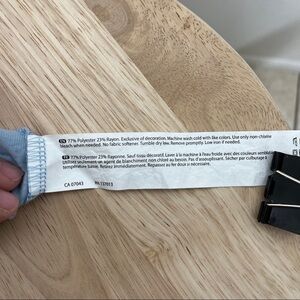 EN 77% Polyester 23% Rayon. Exclusive of decoration. Machine wash cold with like colors. Use only non-chlorine
bleach when needed. No fabric softener. Tumble dry low. Remove promptly. Low iron if needed.
FR 77% Polyester 23% Rayonne. Sauf tissu décoratif. Laver à la machine à l'eau froide avec des couleurs semblables.
Utiliser seulement un agent de blanchiment non chloré au besoin. Pas d'assouplissant. Sécher par culbutage à
température basse. Retirez immédiatement. Repassez au fer doux si nécessaire.
CA 07043